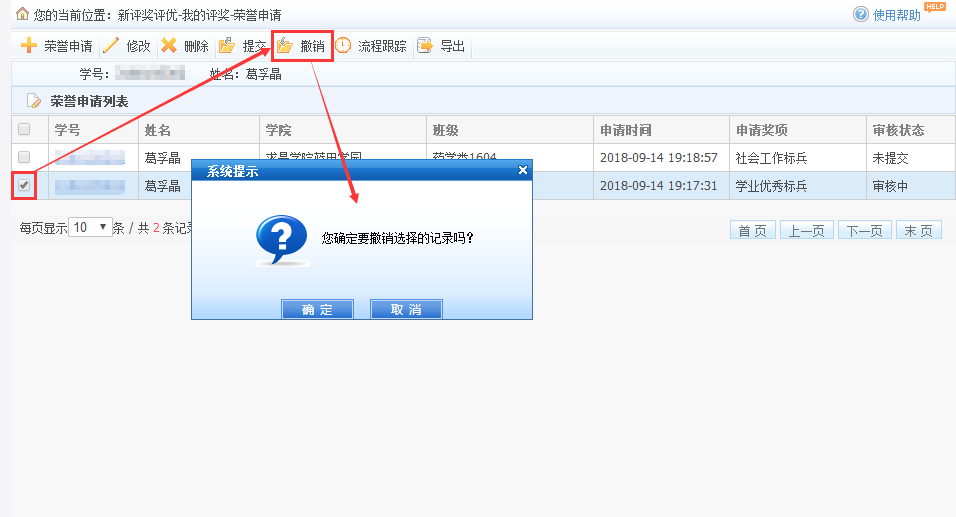 您的当前位置：新评奖评优-我的评奖-荣誉申请 使用帮助 HELP
荣誉申请 修改 删除 提交 撤销 流程跟踪 导出
学号： 姓名：葛孚晶
荣誉申请列表
学号 姓名 学院 班级 申请时间 申请奖项 审核状态
葛孚晶 求是学院蓝田学园 药学类1604 2018-09-14 19:18:57 社会工作标兵 未提交
葛孚晶 2018-09-14 19:17:31 学业优秀标兵 审核中
系统提示
您确定要撤销选择的记录吗？
确 定 取 消
每页显示 10 条 / 共 2 条记录 首 页 上一页 下一页 末 页